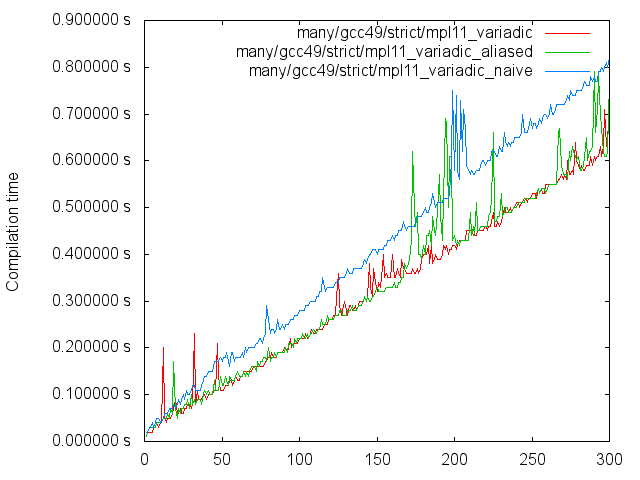 0.900000 s
many/gcc49/strict/mpl11_variadic
many/gcc49/strict/mpl11_variadic_aliased
many/gcc49/strict/mpl11_variadic_naive
0.800000 s
0.700000 s
0.600000 s
0.500000 s
0.400000 s
0.300000 s
0.200000 s
0.100000 s
0.000000 s
Compilation time
0 50 100 150 200 250 300